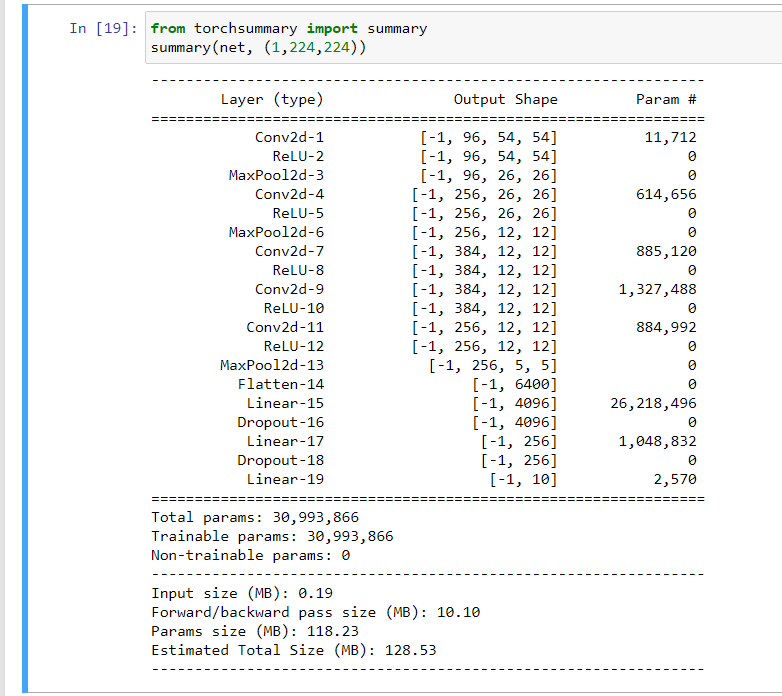 In [19]: from torchsummary import summary
summary(net, (1,224,224))
----------------------------------------------------------------
Layer (type) Output Shape Param #
================================================================
Conv2d-1 [-1, 96, 54, 54] 11,712
ReLU-2 [-1, 96, 54, 54] 0
MaxPool2d-3 [-1, 96, 26, 26] 0
Conv2d-4 [-1, 256, 26, 26] 614,656
ReLU-5 [-1, 256, 26, 26] 0
MaxPool2d-6 [-1, 256, 12, 12] 0
Conv2d-7 [-1, 384, 12, 12] 885,120
ReLU-8 [-1, 384, 12, 12] 0
Conv2d-9 [-1, 384, 12, 12] 1,327,488
ReLU-10 [-1, 384, 12, 12] 0
Conv2d-11 [-1, 256, 12, 12] 884,992
ReLU-12 [-1, 256, 12, 12] 0
MaxPool2d-13 [-1, 256, 5, 5] 0
Flatten-14 [-1, 6400] 0
Linear-15 [-1, 4096] 26,218,496
Dropout-16 [-1, 4096] 0
Linear-17 [-1, 256] 1,048,832
Dropout-18 [-1, 256] 0
Linear-19 [-1, 10] 2,570
================================================================
Total params: 30,993,866
Trainable params: 30,993,866
Non-trainable params: 0
----------------------------------------------------------------
Input size (MB): 0.19
Forward/backward pass size (MB): 10.10
Params size (MB): 118.23
Estimated Total Size (MB): 128.53
----------------------------------------------------------------